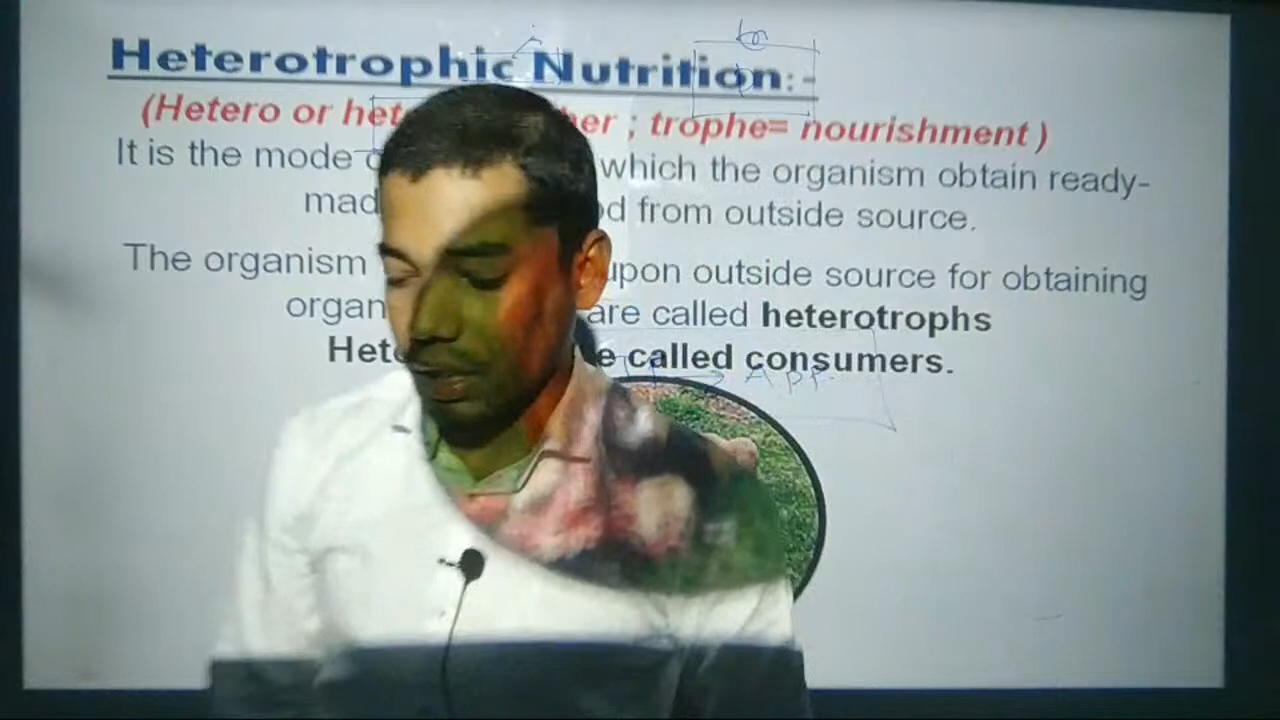 Heterotrophic Nutrition:-
(Hetero or het er ; trophe= nourishment )
It is the mode which the organism obtain ready-
mad from outside source.
The organism upon outside source for obtaining
organ are called heterotrophs
Het called consumers.
App.